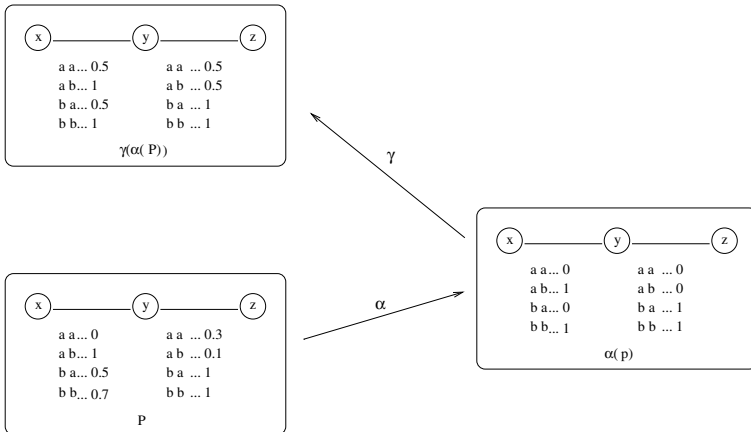 x y z
a a... 0.5 a a ... 0.5
a b... 1 a b ... 0.5
b a... 0.5 b a ... 1
b b... 1 b b ... 1
γ(α( P) )
γ
x y z
a a... 0 a a ... 0
a b... 1 a b ... 0
b a... 0 b a ... 1
b b... 1 b b ... 1
α( p)
α
x y z
a a... 0 a a ... 0.3
a b... 1 a b ... 0.1
b a... 0.5 b a ... 1
b b... 0.7 b b ... 1
P